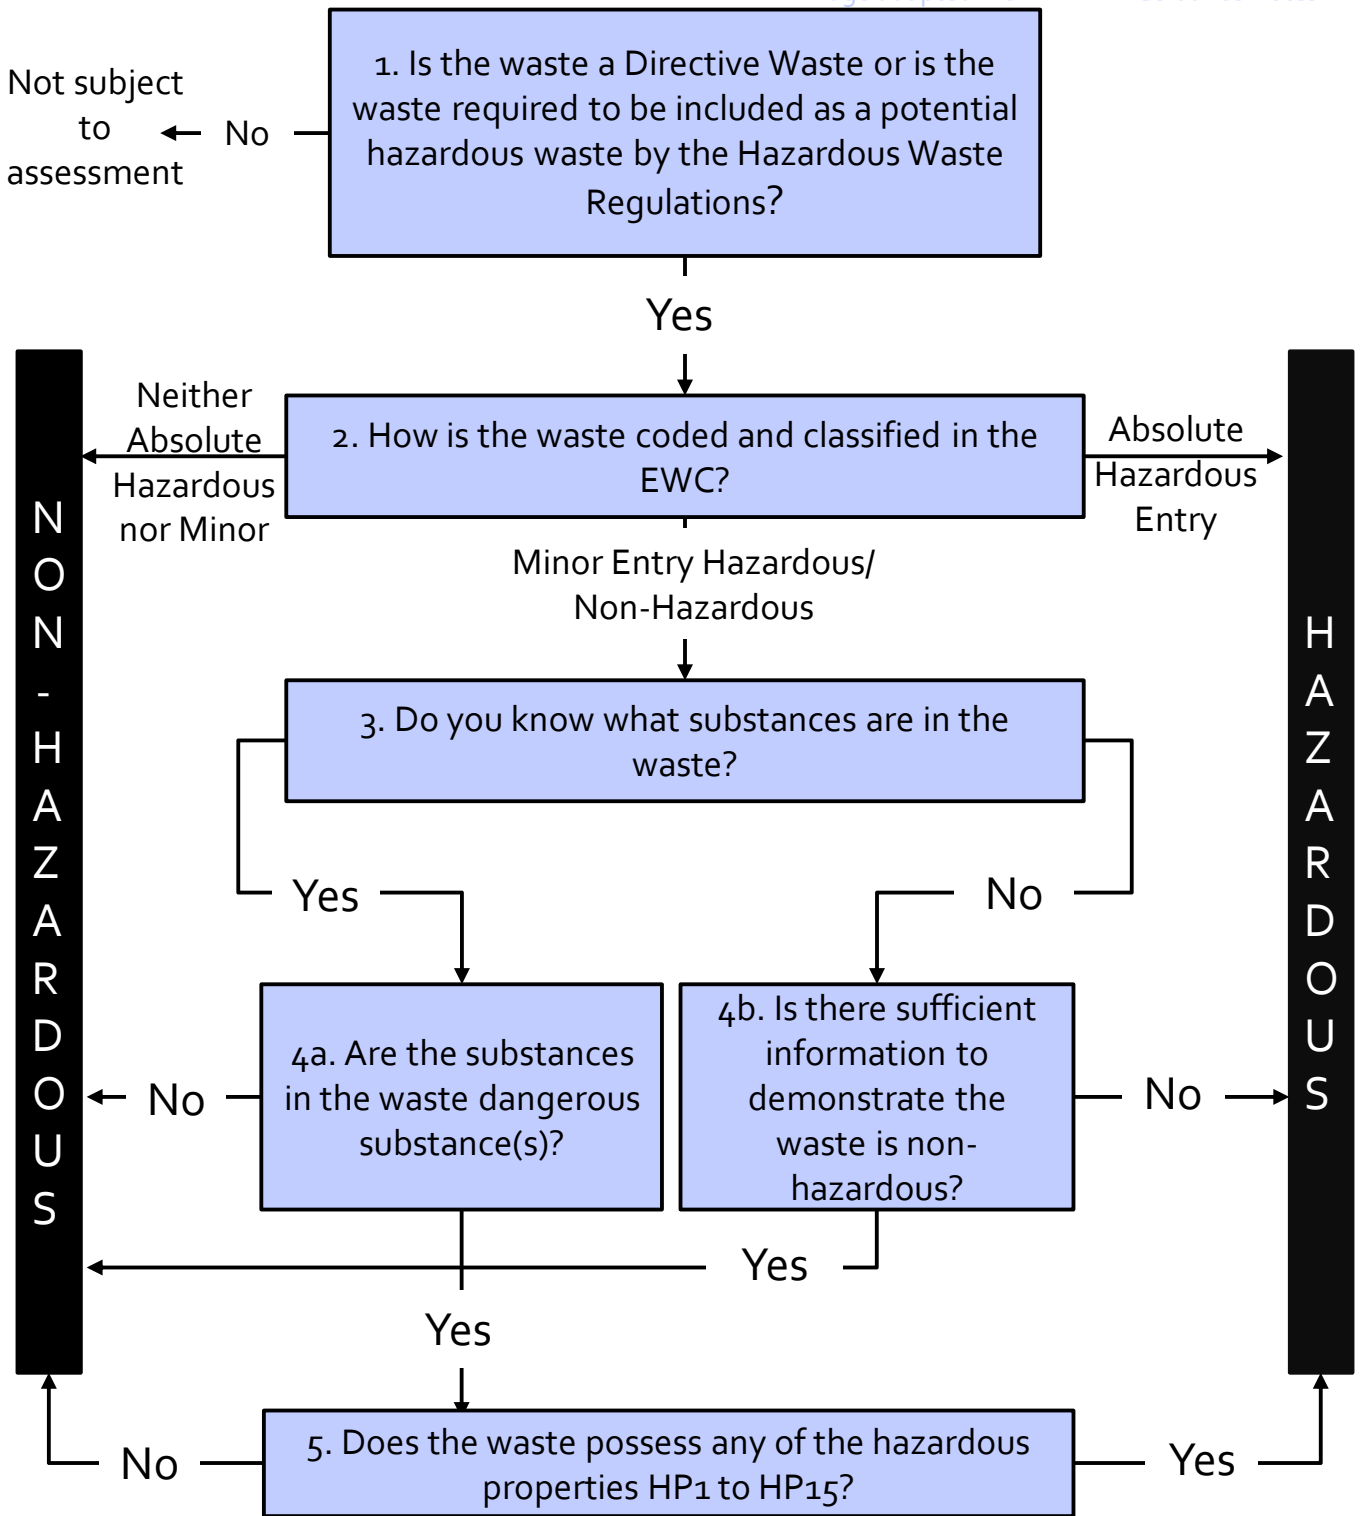 1. Is the waste a Directive Waste or is the
waste required to be included as a potential
hazardous waste by the Hazardous Waste
Regulations?
Not subject
to
assessment
No
Yes
Neither
Absolute
Hazardous
nor Minor
2. How is the waste coded and classified in the
EWC?
Absolute
Hazardous
Entry
Minor Entry Hazardous/
Non-Hazardous
NON-HAZARDOUS
HAZARDOUS
3. Do you know what substances are in the
waste?
Yes
No
4a. Are the substances
in the waste dangerous
substance(s)?
No
4b. Is there sufficient
information to
demonstrate the
waste is non-
hazardous?
No
Yes
Yes
5. Does the waste possess any of the hazardous
properties HP1 to HP15?
No
Yes